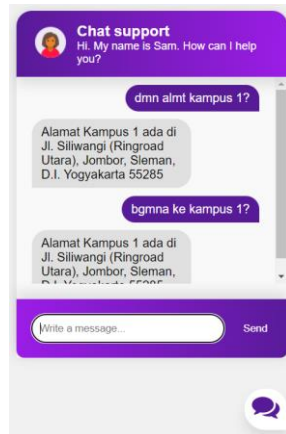 Chat support
Hi. My name is Sam. How can I help
you?
dmn almt kampus 1?
Alamat Kampus 1 ada di
Jl. Siliwangi (Ringroad
Utara), Jombor, Sleman,
D.I. Yogyakarta 55285
bgmna ke kampus 1?
Alamat Kampus 1 ada di
Jl. Siliwangi (Ringroad
Utara), Jombor, Sleman,
D.I. Yogyakarta 55285
Write a message...
Send